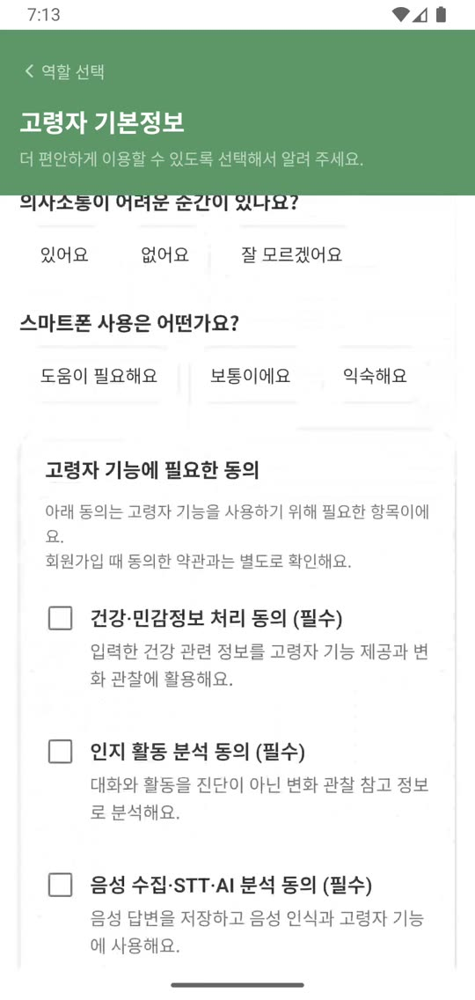 7:13
역할 선택
고령자 기본정보
더 편안하게 이용할 수 있도록 선택해서 알려 주세요.
의사소통이 어려운 순간이 있나요?
있어요 없어요 잘 모르겠어요
스마트폰 사용은 어떤가요?
도움이 필요해요 보통이에요 익숙해요
고령자 기능에 필요한 동의
아래 동의는 고령자 기능을 사용하기 위해 필요한 항목이에
요.
회원가입 때 동의한 약관과는 별도로 확인해요.
건강·민감정보 처리 동의 (필수)
입력한 건강 관련 정보를 고령자 기능 제공과 변
화 관찰에 활용해요.
인지 활동 분석 동의 (필수)
대화와 활동을 진단이 아닌 변화 관찰 참고 정보
로 분석해요.
음성 수집·STT·AI 분석 동의 (필수)
음성 답변을 저장하고 음성 인식과 고령자 기능
에 사용해요.